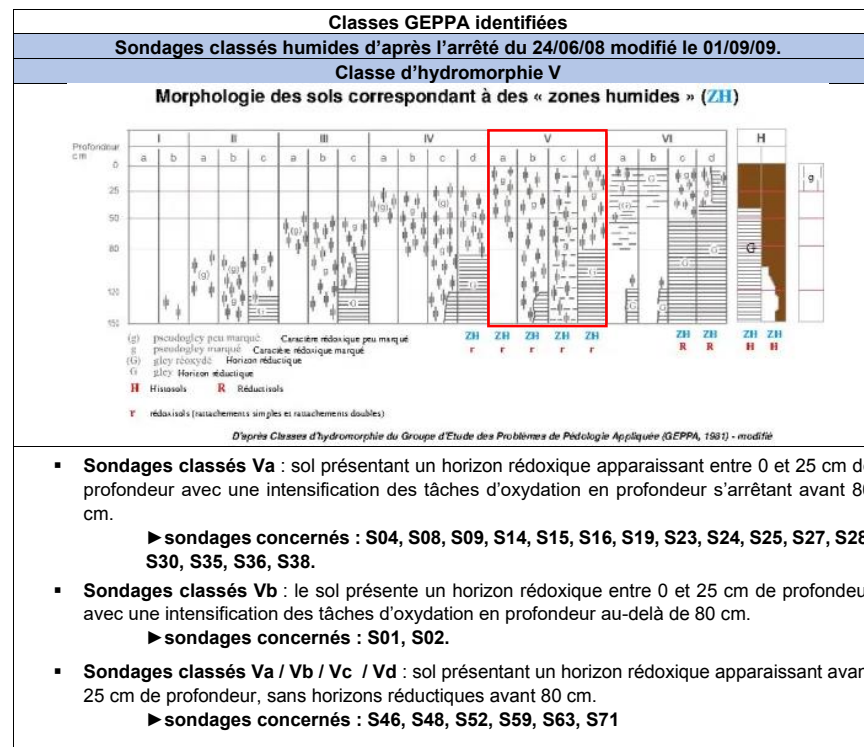 Classes GEPPA identifiées
Sondages classés humides d'après l'arrêté du 24/06/08 modifié le 01/09/09.
Classe d'hydromorphie V
Morphologie des sols correspondant à des « zones humides » (ZH)
I II III IV V VI H
Profondeur
cm
a b a b c a b c a b c d a b c d a b c d
0
25
50
80
120
150
(g) (g) g G (g) g G (g) g (g) g G g g g g G G (G) G g G g G G g
ZH ZH ZH ZH ZH ZH ZH ZH ZH
r r r r r R R H H
(g) pseudogley peu marqué Caractère rédoxique peu marqué
g pseudogley marqué Caractère rédoxique marqué
(G) gley réoxydé Horizon réductique
G gley Horizon réductique
H Histosols R Réductisols
r rédoxisols (rattachements simples et rattachements doubles)
D'après Classes d'hydromorphie du Groupe d'Etude des Problèmes de Pédologie Appliquée (GEPPA, 1981) - modifié
▪ Sondages classés Va : sol présentant un horizon rédoxique apparaissant entre 0 et 25 cm d
profondeur avec une intensification des tâches d'oxydation en profondeur s'arrêtant avant 8
cm.
►sondages concernés : S04, S08, S09, S14, S15, S16, S19, S23, S24, S25, S27, S28
S30, S35, S36, S38.
▪ Sondages classés Vb : le sol présente un horizon rédoxique entre 0 et 25 cm de profondeu
avec une intensification des tâches d'oxydation en profondeur au-delà de 80 cm.
►sondages concernés : S01, S02.
▪ Sondages classés Va / Vb / Vc / Vd : sol présentant un horizon rédoxique apparaissant avan
25 cm de profondeur, sans horizons réductiques avant 80 cm.
►sondages concernés : S46, S48, S52, S59, S63, S71